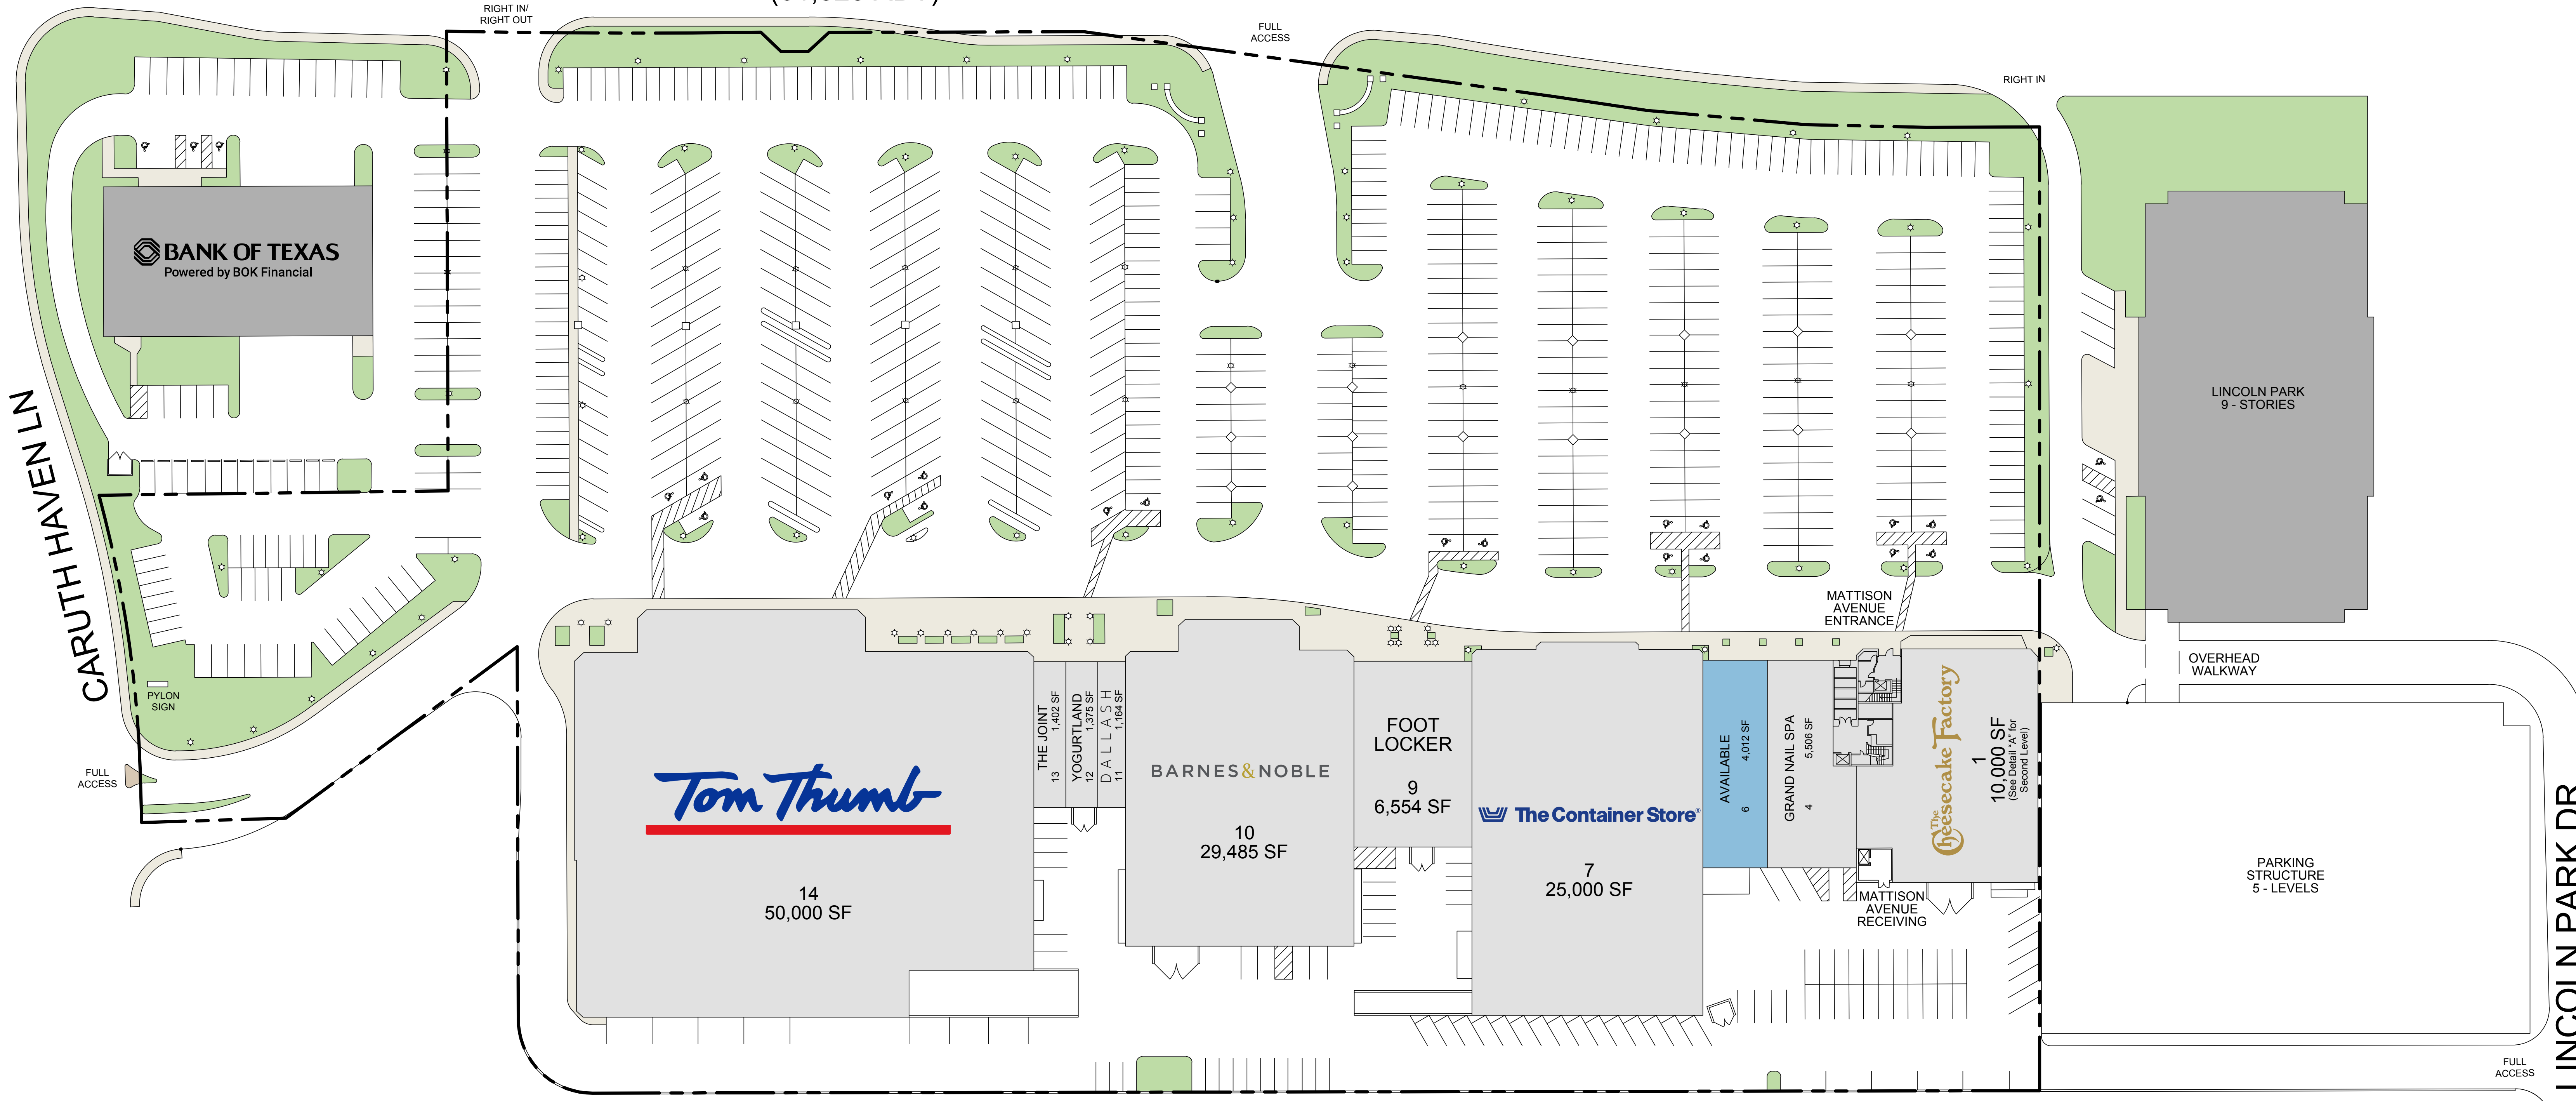 RIGHT IN/
RIGHT OUT
FULL
ACCESS
RIGHT IN
BANK OF TEXAS
Powered by BOK Financial
LINCOLN PARK
9 - STORIES
CARUTH HAVEN LN
PYLON
SIGN
FULL
ACCESS
MATTISON
AVENUE
ENTRANCE
OVERHEAD
WALKWAY
Tom Thumb
14
50,000 SF
THE JOINT
13 1,402 SF
YOGURTLAND
12 1,375 SF
DALLASH
11 1,164 SF
BARNES&NOBLE
10
29,485 SF
FOOT
LOCKER
9
6,554 SF
The Container Store®
7
25,000 SF
AVAILABLE
6 4,012 SF
GRAND NAIL SPA
4 5,506 SF
The
Cheesecake Factory
1
10,000 SF
(See Detail "A" for
Second Level)
MATTISON
AVENUE
RECEIVING
PARKING
STRUCTURE
5 - LEVELS
LINCOLN PARK DR
FULL
ACCESS